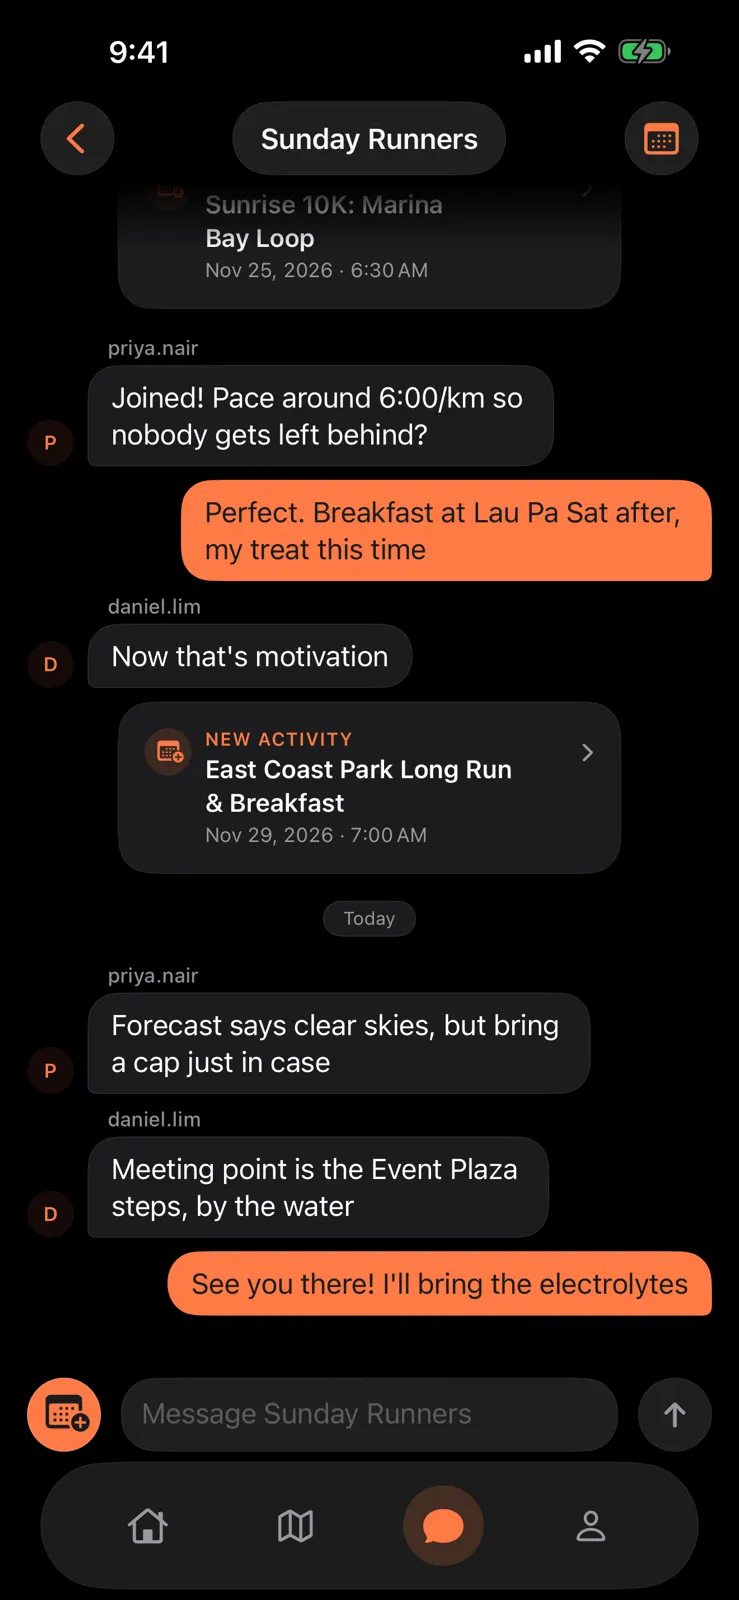 9:41
Sunday Runners
Sunrise 10K: Marina
Bay Loop
Nov 25, 2026 · 6:30 AM
priya.nair
Joined! Pace around 6:00/km so
nobody gets left behind?
P
Perfect. Breakfast at Lau Pa Sat after,
my treat this time
daniel.lim
Now that's motivation
D
NEW ACTIVITY
East Coast Park Long Run
& Breakfast
Nov 29, 2026 · 7:00 AM
Today
priya.nair
Forecast says clear skies, but bring
a cap just in case
P
daniel.lim
Meeting point is the Event Plaza
steps, by the water
D
See you there! I'll bring the electrolytes
Message Sunday Runners